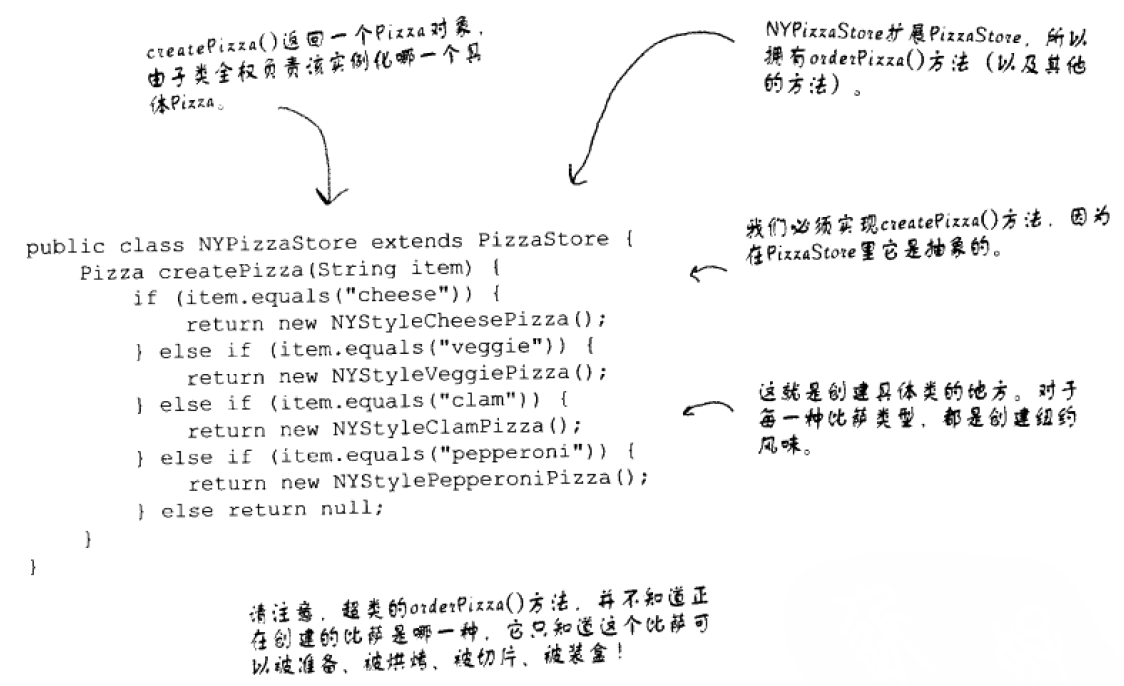 createPizza()返回一个Pizza对象，
由子类全权负责该实例化哪一个具
体Pizza。
NYPizzaStore扩展PizzaStore，所以
拥有orderPizza()方法（以及其他
的方法）。
我们必须实现createPizza()方法，因为
在PizzaStore里它是抽象的。
public class NYPizzaStore extends PizzaStore {
    Pizza createPizza(String item) {
        if (item.equals("cheese")) {
            return new NYStyleCheesePizza();
        } else if (item.equals("veggie")) {
            return new NYStyleVeggiePizza();
        } else if (item.equals("clam")) {
            return new NYStyleClamPizza();
        } else if (item.equals("pepperoni")) {
            return new NYStylePepperoniPizza();
        } else return null;
    }
}
这就是创建具体类的地方。对于
每一种比萨类型，都是创建纽约
风味。
请注意，超类的orderPizza()方法，并不知道正
在创建的比萨是哪一种，它只知道这个比萨可
以被准备、被烘烤、被切片、被装盒！